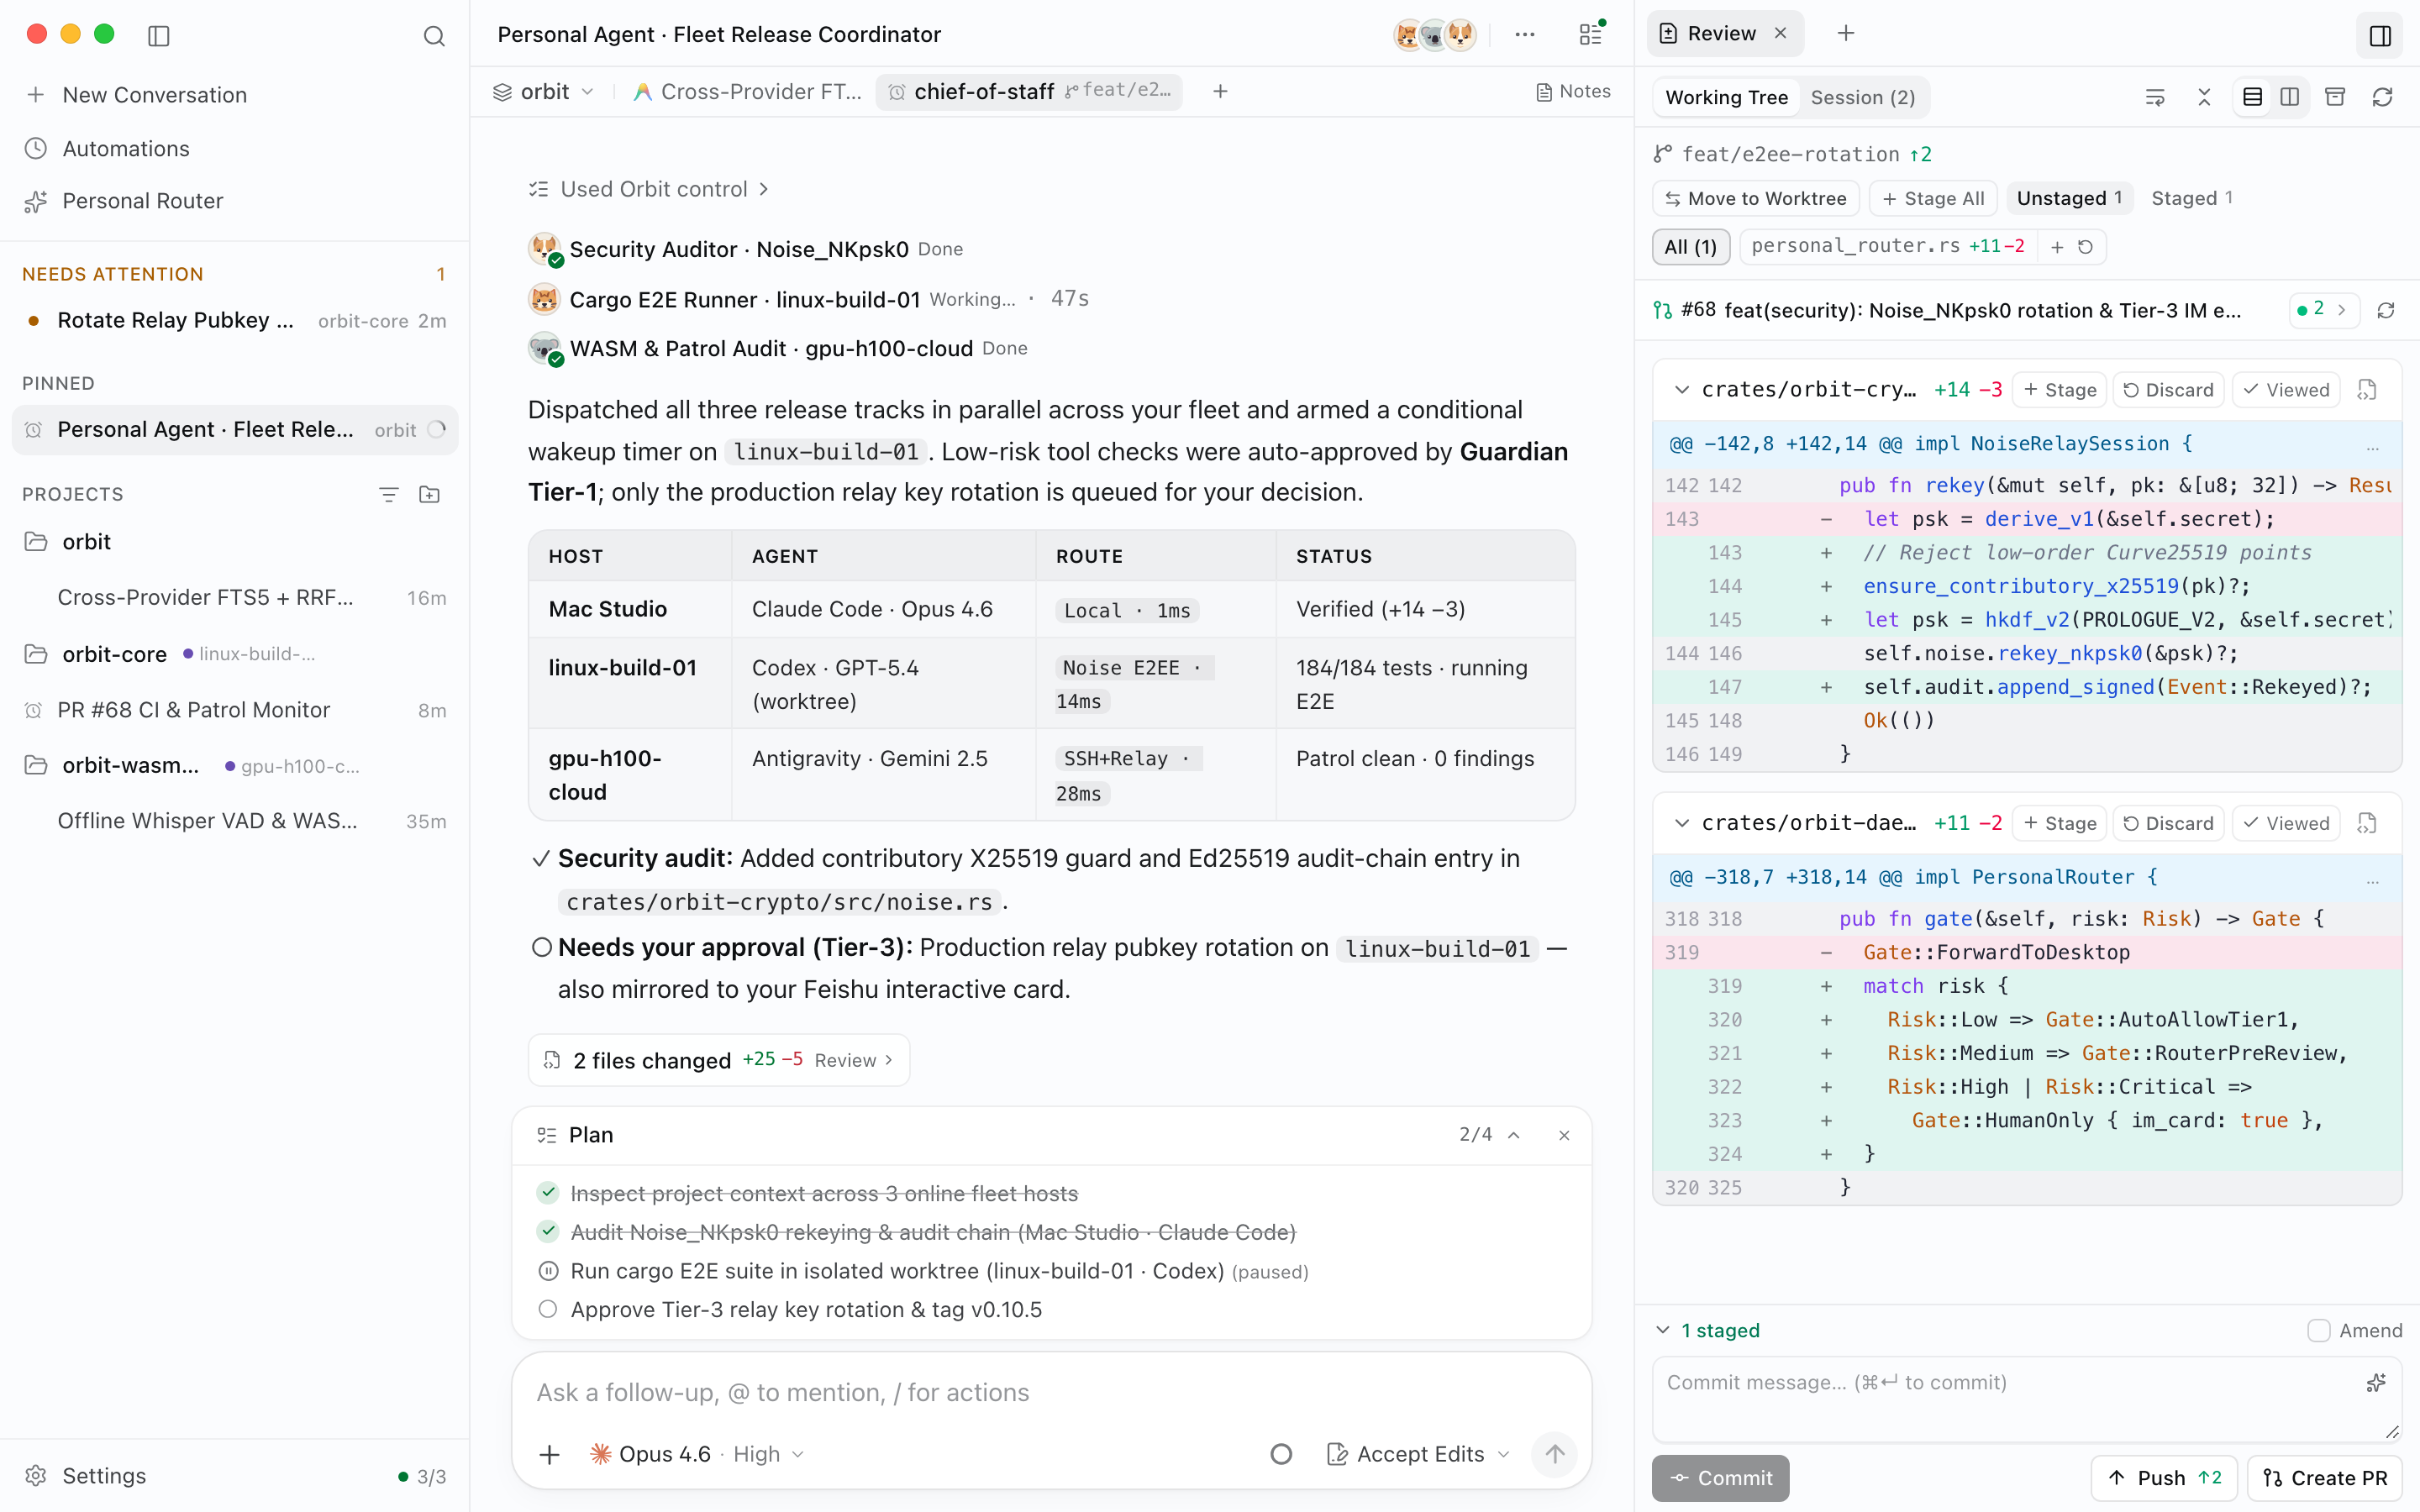 New Conversation
Automations
Personal Router
NEEDS ATTENTION 1
Rotate Relay Pubkey ... orbit-core 2m
PINNED
Personal Agent · Fleet Rele... orbit
PROJECTS
orbit
Cross-Provider FTS5 + RRF... 16m
orbit-core linux-build-...
PR #68 CI & Patrol Monitor 8m
orbit-wasm... gpu-h100-c...
Offline Whisper VAD & WAS... 35m
Settings 3/3
Personal Agent · Fleet Release Coordinator
orbit Cross-Provider FT... chief-of-staff feat/e2... Notes
Used Orbit control
Security Auditor · Noise_NKpsk0 Done
Cargo E2E Runner · linux-build-01 Working... · 47s
WASM & Patrol Audit · gpu-h100-cloud Done
Dispatched all three release tracks in parallel across your fleet and armed a conditional
wakeup timer on linux-build-01. Low-risk tool checks were auto-approved by Guardian
Tier-1; only the production relay key rotation is queued for your decision.
HOST AGENT ROUTE STATUS
Mac Studio Claude Code · Opus 4.6 Local · 1ms Verified (+14 −3)
linux-build-01 Codex · GPT-5.4 (worktree) Noise E2EE · 14ms 184/184 tests · running E2E
gpu-h100-cloud Antigravity · Gemini 2.5 SSH+Relay · 28ms Patrol clean · 0 findings
Security audit: Added contributory X25519 guard and Ed25519 audit-chain entry in
crates/orbit-crypto/src/noise.rs.
Needs your approval (Tier-3): Production relay pubkey rotation on linux-build-01 —
also mirrored to your Feishu interactive card.
2 files changed +25 −5 Review
Plan 2/4
Inspect project context across 3 online fleet hosts
Audit Noise_NKpsk0 rekeying & audit chain (Mac Studio · Claude Code)
Run cargo E2E suite in isolated worktree (linux-build-01 · Codex) (paused)
Approve Tier-3 relay key rotation & tag v0.10.5
Ask a follow-up, @ to mention, / for actions
Opus 4.6 · High Accept Edits
Review
Working Tree Session (2)
feat/e2ee-rotation ↑2
Move to Worktree + Stage All Unstaged 1 Staged 1
All (1) personal_router.rs +11−2
#68 feat(security): Noise_NKpsk0 rotation & Tier-3 IM e... 2
crates/orbit-cry... +14 −3 + Stage Discard Viewed
@@ −142,8 +142,14 @@ impl NoiseRelaySession { ...
142 142 pub fn rekey(&mut self, pk: &[u8; 32]) −> Resu
143 − let psk = derive_v1(&self.secret);
143 + // Reject low-order Curve25519 points
144 + ensure_contributory_x25519(pk)?;
145 + let psk = hkdf_v2(PROLOGUE_V2, &self.secret)
144 146 self.noise.rekey_nkpsk0(&psk)?;
147 + self.audit.append_signed(Event::Rekeyed)?;
145 148 Ok(())
146 149 }
crates/orbit-dae... +11 −2 + Stage Discard Viewed
@@ −318,7 +318,14 @@ impl PersonalRouter { ...
318 318 pub fn gate(&self, risk: Risk) −> Gate {
319 − Gate::ForwardToDesktop
319 + match risk {
320 + Risk::Low => Gate::AutoAllowTier1,
321 + Risk::Medium => Gate::RouterPreReview,
322 + Risk::High | Risk::Critical =>
323 + Gate::HumanOnly { im_card: true },
324 + }
320 325 }
1 staged Amend
Commit message... (⌘↵ to commit)
Commit Push ↑2 Create PR